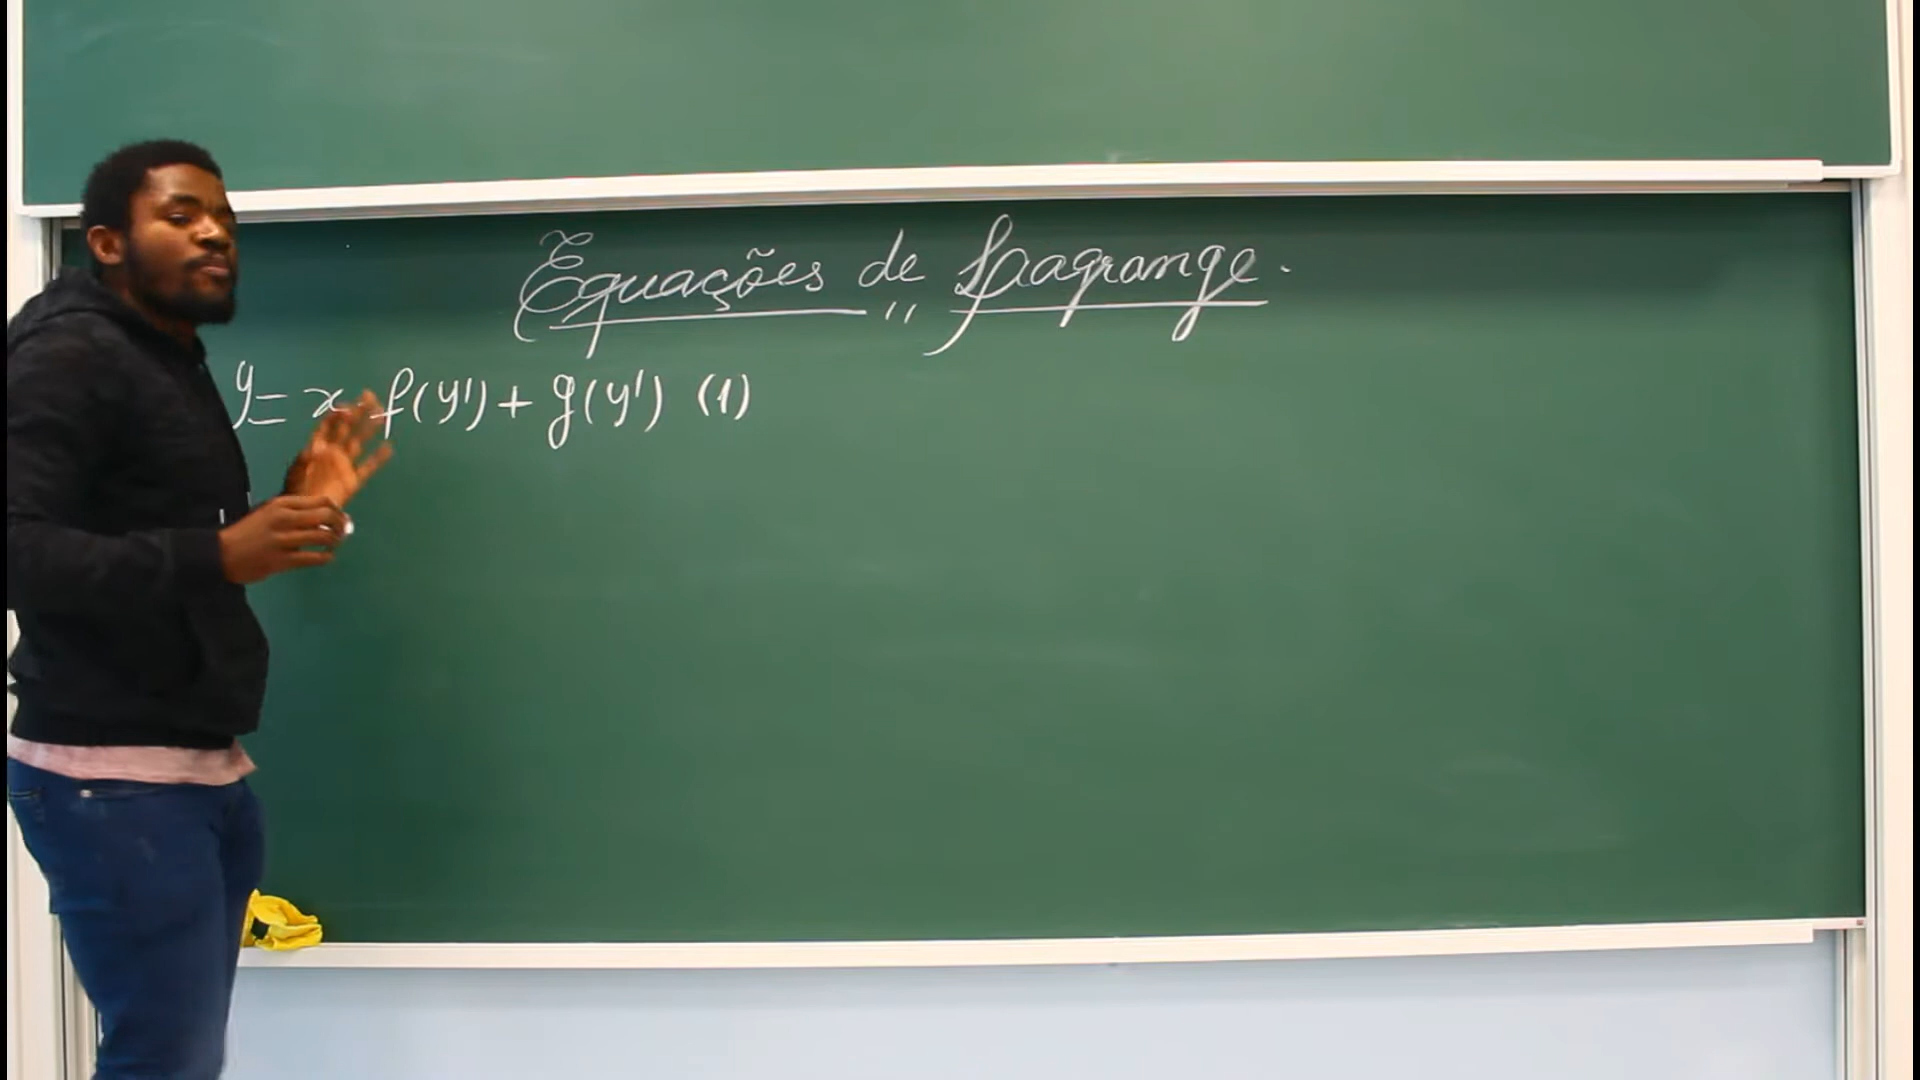 Equações de Lagrange.
y = x · f(y') + g(y') (1)